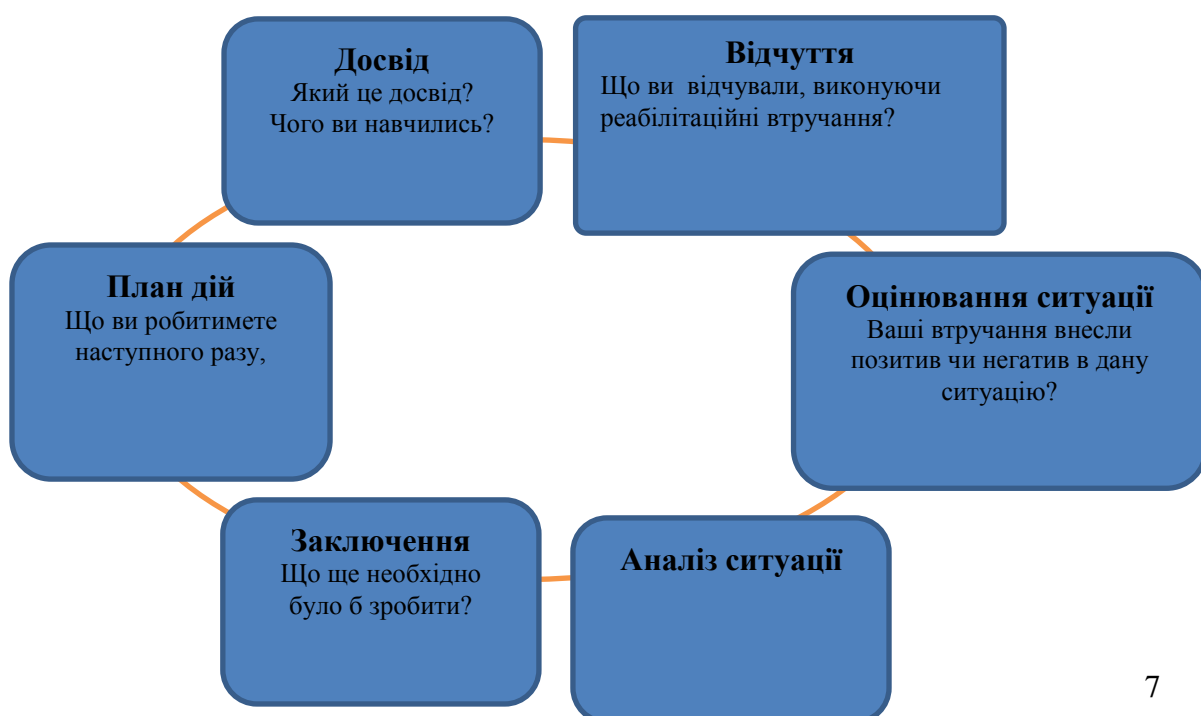 Досвід
Який це досвід?
Чого ви навчились?
Відчуття
Що ви відчували, виконуючи
реабілітаційні втручання?
Оцінювання ситуації
Ваші втручання внесли
позитив чи негатив в дану
ситуацію?
Аналіз ситуації
Заключення
Що ще необхідно
було б зробити?
План дій
Що ви робитимете
наступного разу,
7